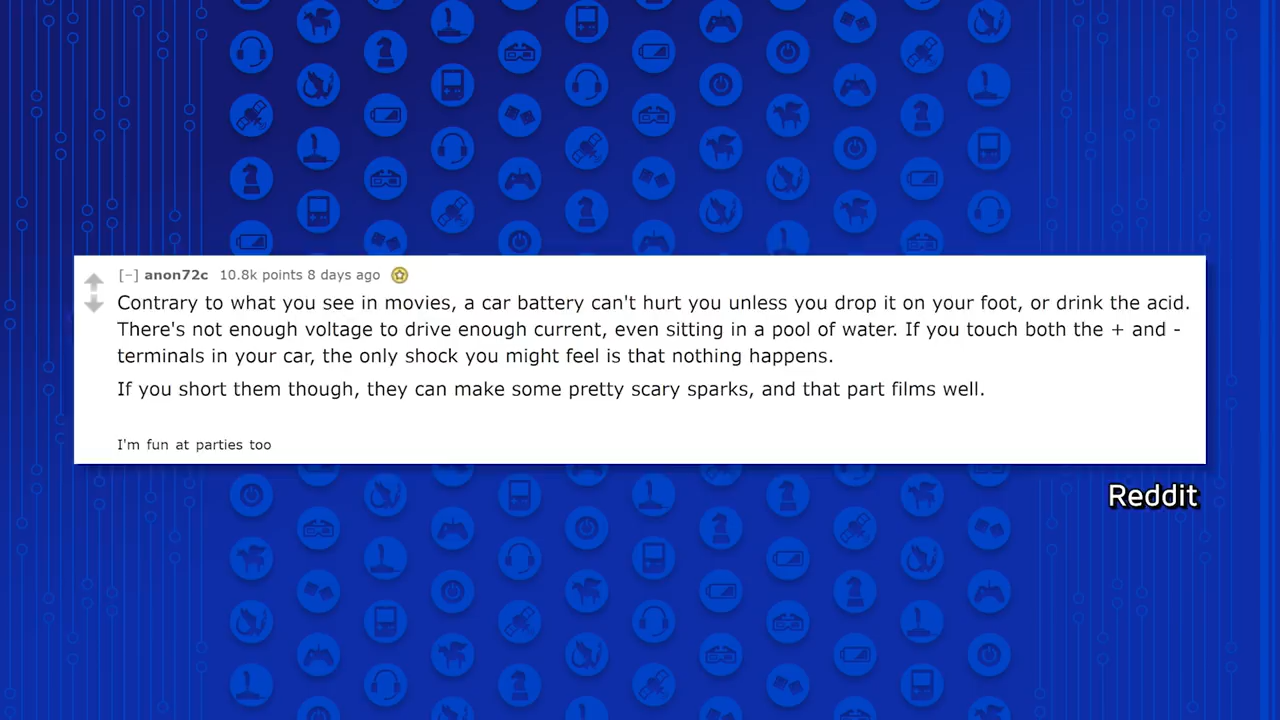 [-] anon72c 10.8k points 8 days ago
Contrary to what you see in movies, a car battery can't hurt you unless you drop it on your foot, or drink the acid.
There's not enough voltage to drive enough current, even sitting in a pool of water. If you touch both the + and -
terminals in your car, the only shock you might feel is that nothing happens.
If you short them though, they can make some pretty scary sparks, and that part films well.
I'm fun at parties too
Reddit